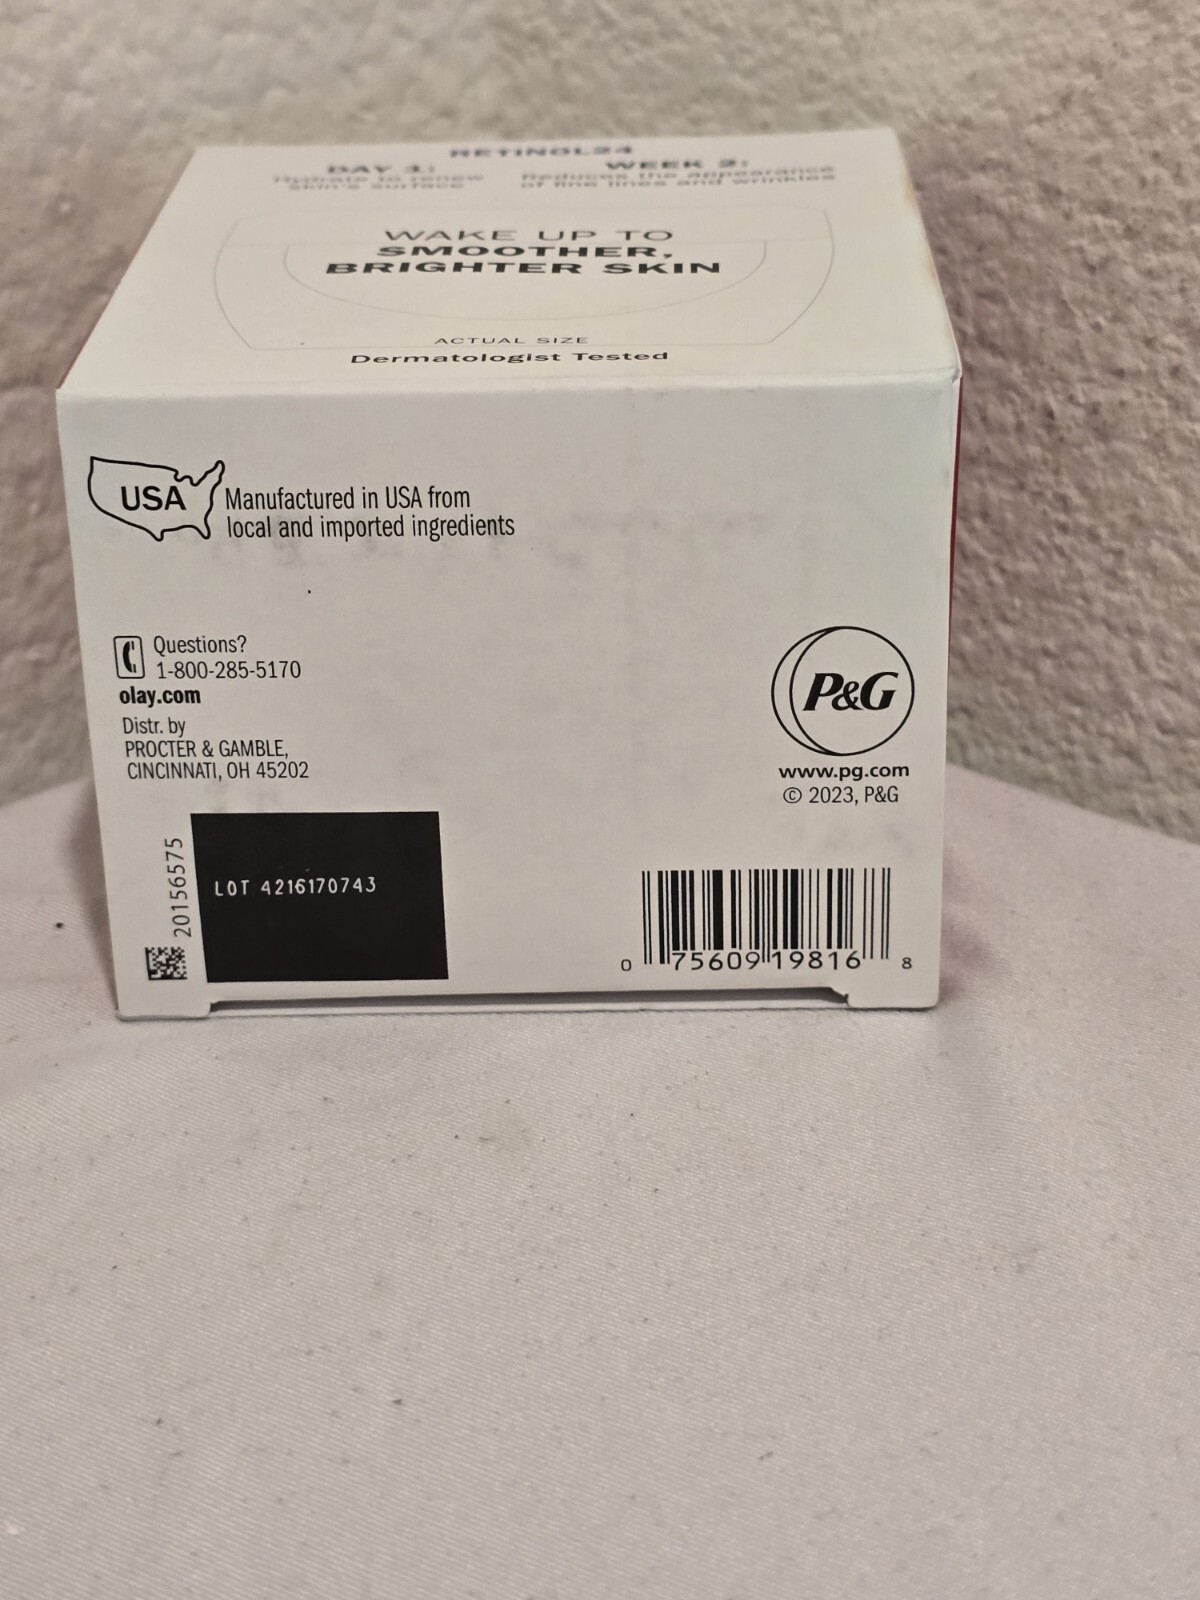 RETINOL24
DAY 1:
Hydrate to renew
skin's surface
WEEK 2:
Reduces the appearance
of fine lines and wrinkles
WAKE UP TO
SMOOTHER,
BRIGHTER SKIN
ACTUAL SIZE
Dermatologist Tested
USA
Manufactured in USA from
local and imported ingredients
Questions?
1-800-285-5170
olay.com
Distr. by
PROCTER & GAMBLE,
CINCINNATI, OH 45202
P&G
www.pg.com
© 2023, P&G
20156575
LOT 4216170743
0 75609 19816 8